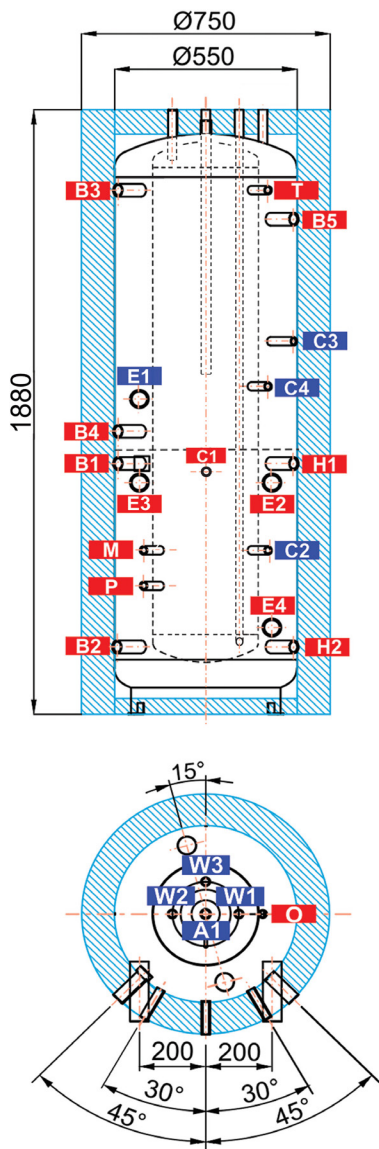 Ø750
Ø550
B3 T
B5
C3
E1 C4
1880
B4
B1 C1 H1
E3 E2
M C2
P
E4
B2 H2
15°
W3
W2 W1
O
A1
200 200
30° 30°
45° 45°